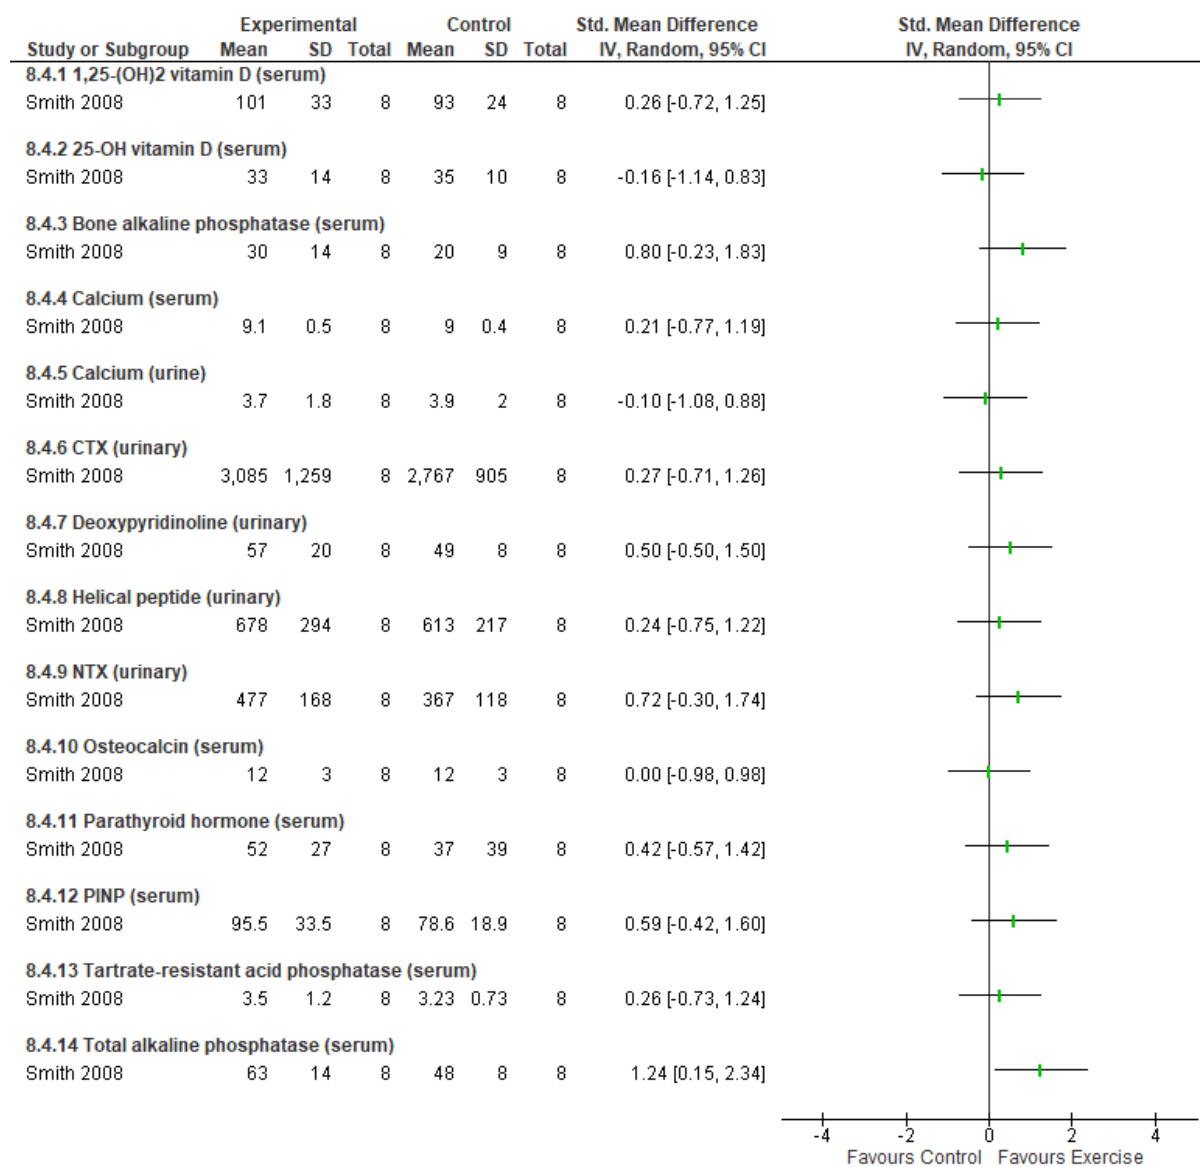 Experimental Control Std. Mean Difference Std. Mean Difference
Study or Subgroup Mean SD Total Mean SD Total IV, Random, 95% CI IV, Random, 95% CI
8.4.1 1,25-(OH)2 vitamin D (serum)
Smith 2008 101 33 8 93 24 8 0.26 [-0.72, 1.25]
8.4.2 25-OH vitamin D (serum)
Smith 2008 33 14 8 35 10 8 -0.16 [-1.14, 0.83]
8.4.3 Bone alkaline phosphatase (serum)
Smith 2008 30 14 8 20 9 8 0.80 [-0.23, 1.83]
8.4.4 Calcium (serum)
Smith 2008 9.1 0.5 8 9 0.4 8 0.21 [-0.77, 1.19]
8.4.5 Calcium (urine)
Smith 2008 3.7 1.8 8 3.9 2 8 -0.10 [-1.08, 0.88]
8.4.6 CTX (urinary)
Smith 2008 3,085 1,259 8 2,767 905 8 0.27 [-0.71, 1.26]
8.4.7 Deoxypyridinoline (urinary)
Smith 2008 57 20 8 49 8 8 0.50 [-0.50, 1.50]
8.4.8 Helical peptide (urinary)
Smith 2008 678 294 8 613 217 8 0.24 [-0.75, 1.22]
8.4.9 NTX (urinary)
Smith 2008 477 168 8 367 118 8 0.72 [-0.30, 1.74]
8.4.10 Osteocalcin (serum)
Smith 2008 12 3 8 12 3 8 0.00 [-0.98, 0.98]
8.4.11 Parathyroid hormone (serum)
Smith 2008 52 27 8 37 39 8 0.42 [-0.57, 1.42]
8.4.12 PINP (serum)
Smith 2008 95.5 33.5 8 78.6 18.9 8 0.59 [-0.42, 1.60]
8.4.13 Tartrate-resistant acid phosphatase (serum)
Smith 2008 3.5 1.2 8 3.23 0.73 8 0.26 [-0.73, 1.24]
8.4.14 Total alkaline phosphatase (serum)
Smith 2008 63 14 8 48 8 8 1.24 [0.15, 2.34]
-4 -2 0 2 4
Favours Control Favours Exercise